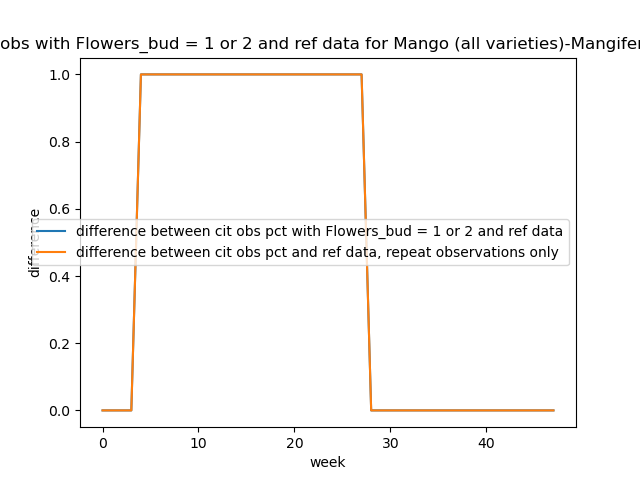 obs with Flowers_bud = 1 or 2 and ref data for Mango (all varieties)-Mangifer
1.0
0.8
0.6
0.4
0.2
0.0
difference
difference between cit obs pct with Flowers_bud = 1 or 2 and ref data
difference between cit obs pct and ref data, repeat observations only
0 10 20 30 40
week